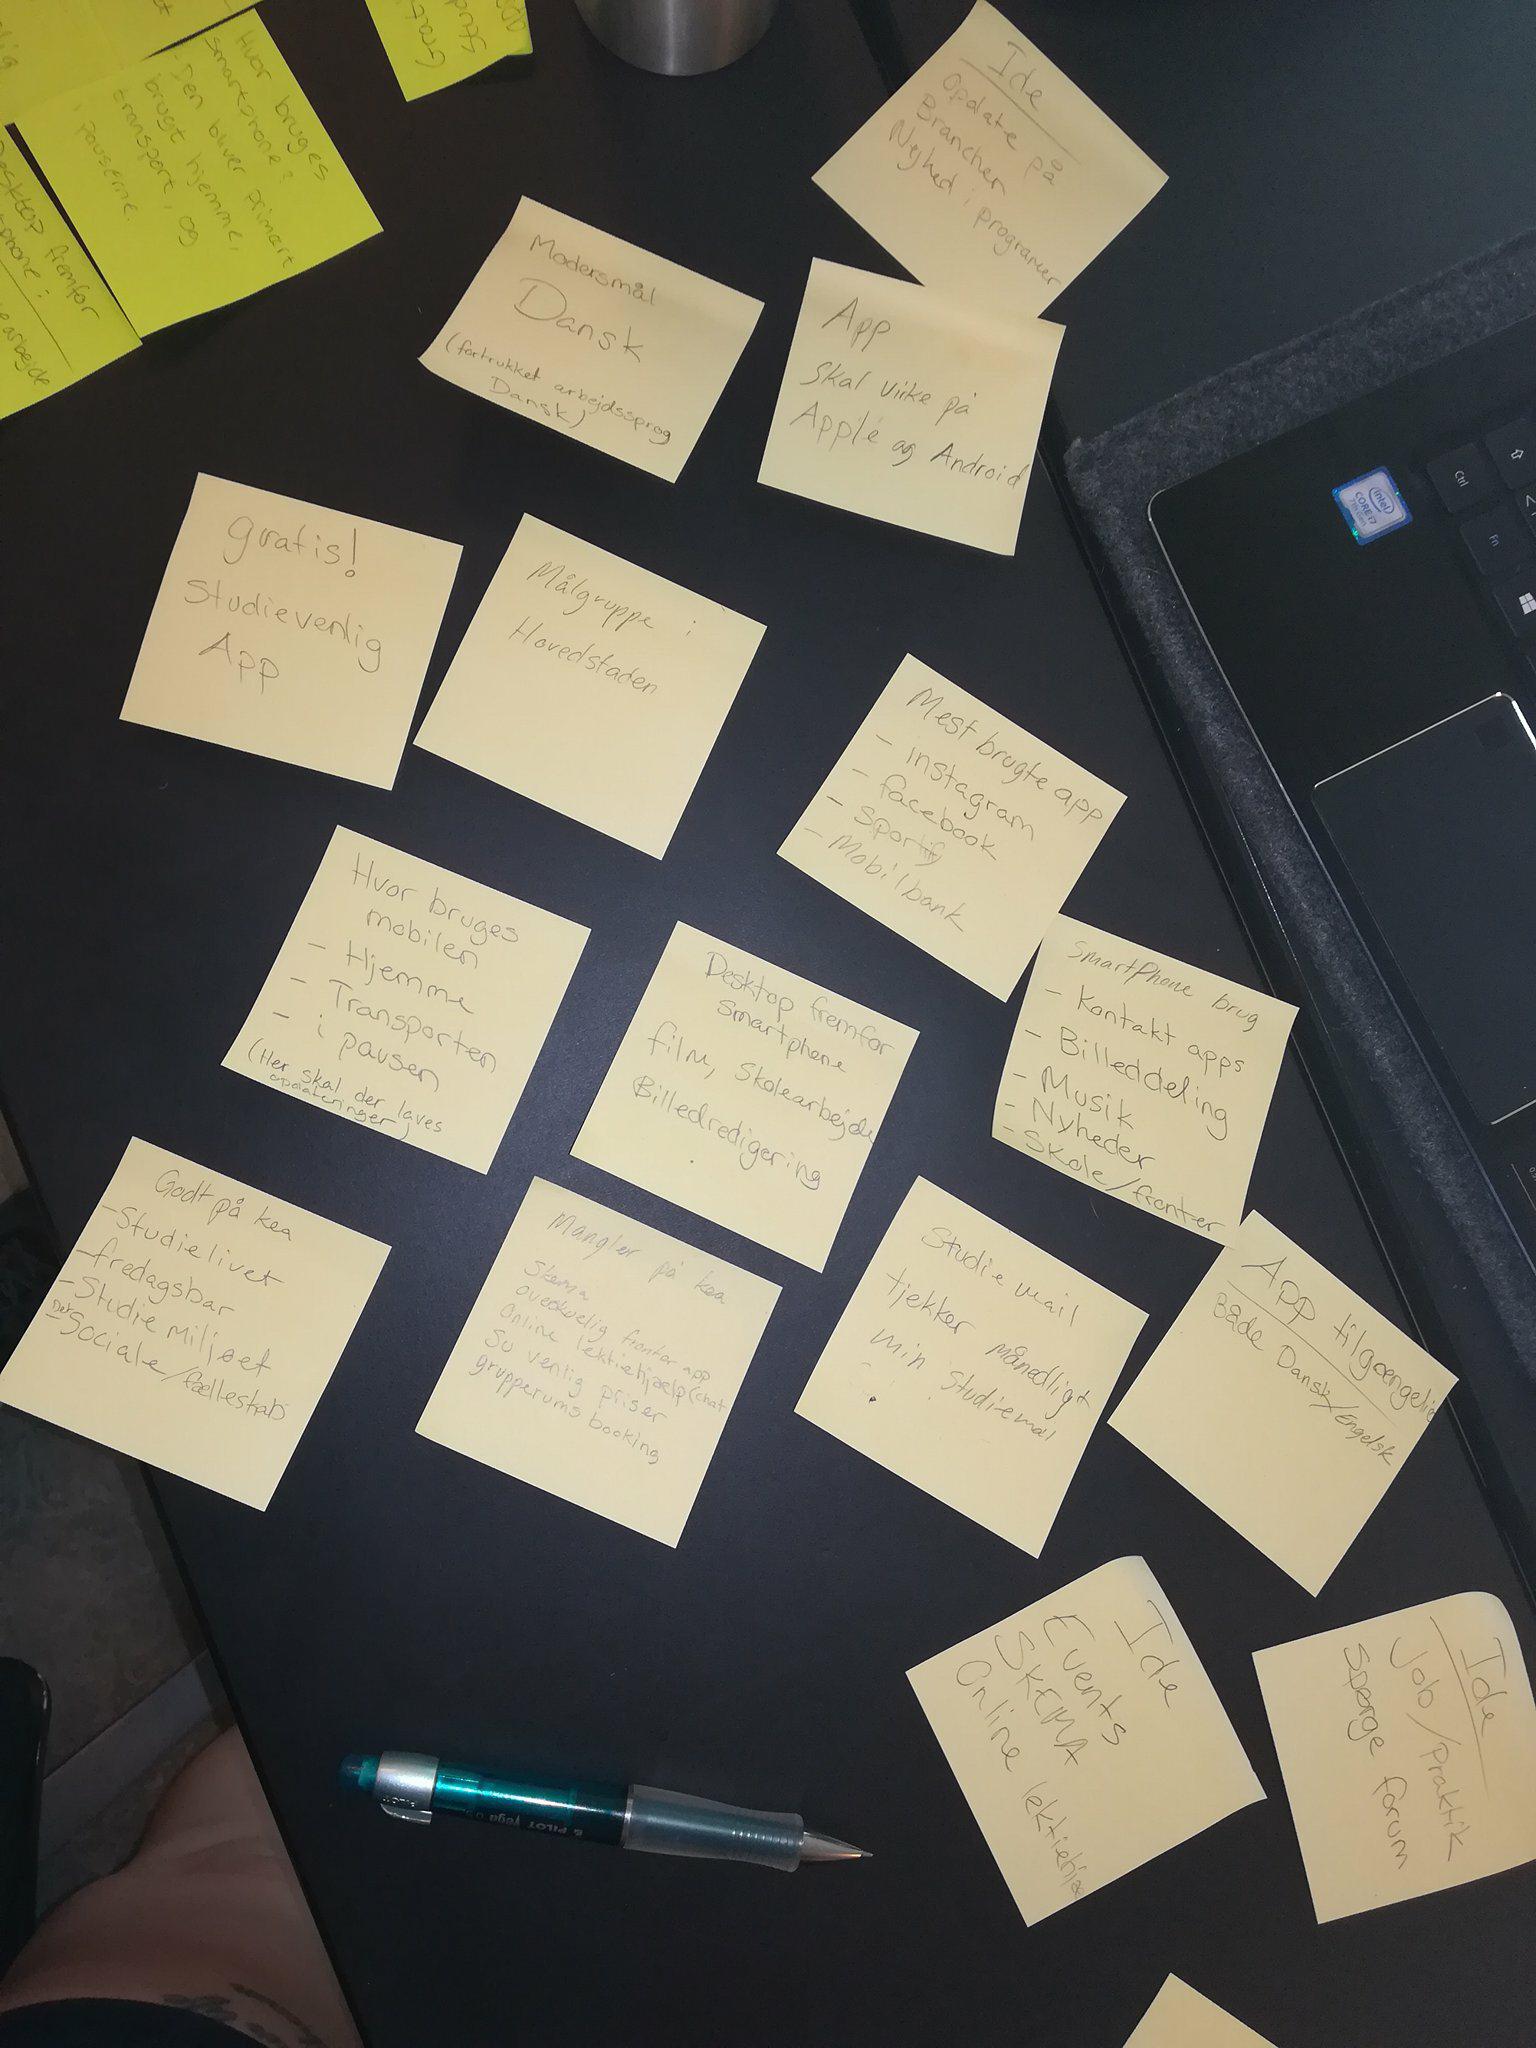 Hvor bruges
smartphone?
- Den bliver primært
brugt hjemme,
transport, og
i pauserne.
Desktop fremfor
Ide
Opdate på
Brancher
Nyhed i programer
Modersmål
Dansk
(fortrukket arbejdssprog
Dansk)
App
Skal virke på
Apple og Android
intel
CORE i7
7th Gen
Ctrl
Fn
gratis!
Studievenlig
App
Målgruppe :
Hovedstaden
Mest brugte app
- instagram
- facebook
- Sportify
- Mobilbank
Hvor bruges
mobilen
- Hjemme
- Transporten
- i pausen
(Her skal der laves
opdateringer)
Desktop fremfor
smartphone
film, Skolearbejde
Billedredigering
Smartphone brug
- Kontakt apps
- Billeddeling
- Musik
- Nyheder
- Skole/fronter
Godt på kea
- Studielivet
- fredagsbar
- Studie Miljøet
Det Sociale/fællesskab
Mangler på kea
Skema
overskuelig fronter app
Online lektiehjælp (chat
Su venlig priser
grupperums booking
Studie mail
tjekker månedligt
min Studiemail
App tilgængelig
Både Dansk/Engelsk
Ide
Events
SKEMA
Online lektiehjæ
Ide
Job/Praktik
Spørge forum
PILOT